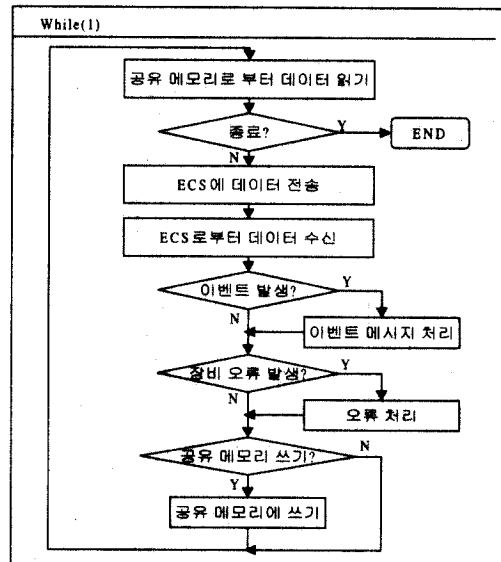 While(1)
공유 메모리로 부터 데이터 읽기
종료?
Y
END
N
ECS에 데이터 전송
ECS로부터 데이터 수신
이벤트 발생?
Y
N
이벤트 메시지 처리
장비 오류 발생?
Y
N
오류 처리
공유 메모리 쓰기?
N
Y
공유 메모리에 쓰기